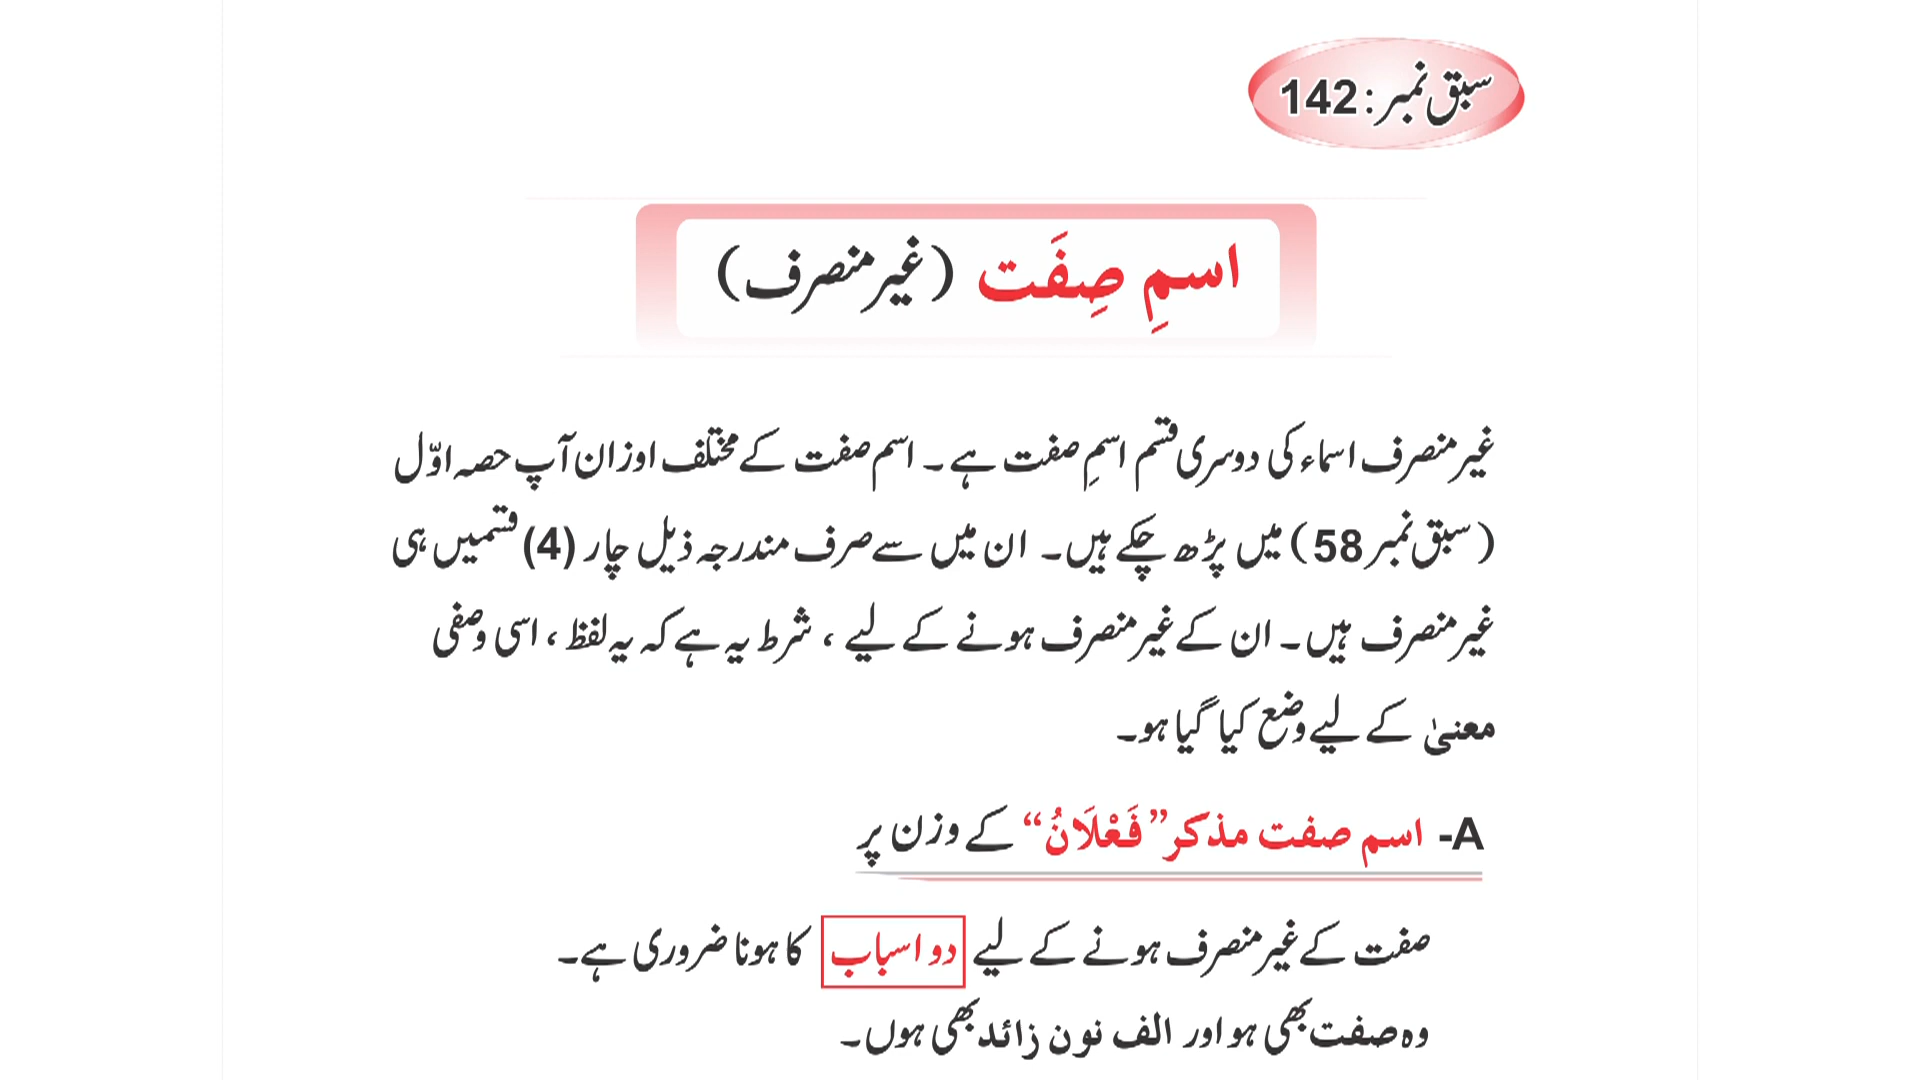 سبق نمبر: 142
اسمِ صِفَت (غیر منصرف)
غیر منصرف اسماء کی دوسری قسم اسمِ صفت ہے۔ اسم صفت کے مختلف اوزان آپ حصہ اوّل
(سبق نمبر 58) میں پڑھ چکے ہیں۔ ان میں سے صرف مندرجہ ذیل چار (4) قسمیں ہی
غیر منصرف ہیں۔ ان کے غیر منصرف ہونے کے لیے، شرط یہ ہے کہ یہ لفظ، اسی وصفی
معنیٰ کے لیے وضع کیا گیا ہو۔
A- اسم صفت مذکر ”فَعْلَانُ“ کے وزن پر
صفت کے غیر منصرف ہونے کے لیے دو اسباب کا ہونا ضروری ہے۔
وہ صفت بھی ہو اور الف نون زائد بھی ہوں۔